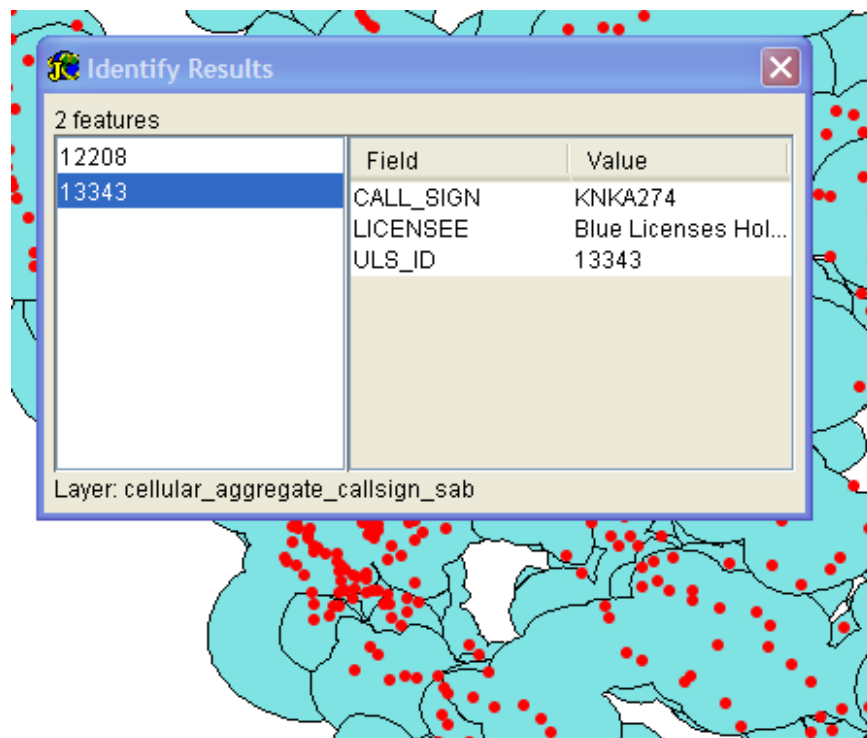 Identify Results
2 features
12208
13343
Field Value
CALL_SIGN KNKA274
LICENSEE Blue Licenses Hol...
ULS_ID 13343
Layer: cellular_aggregate_callsign_sab